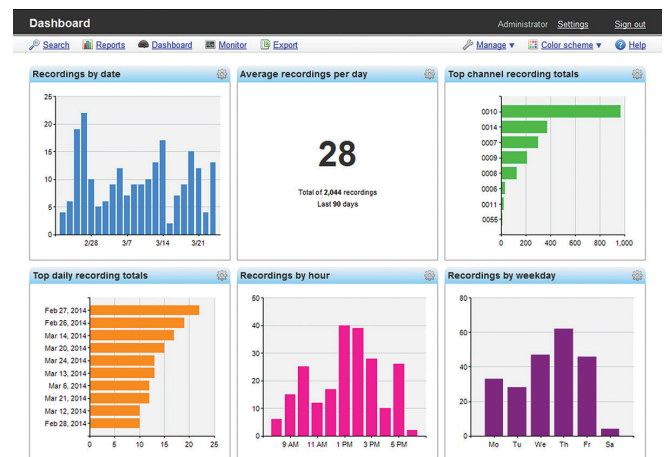 Dashboard
Administrator Settings Sign out
Search Reports Dashboard Monitor Export Manage ▼ Color scheme ▼ Help
Recordings by date
25
20
15
10
5
0
2/28 3/7 3/14 3/21
Average recordings per day
28
Total of 2,044 recordings
Last 90 days
Top channel recording totals
0010
0014
0007
0009
0008
0006
0011
0055
0 200 400 600 800 1,000
Top daily recording totals
Feb 27, 2014
Feb 26, 2014
Mar 14, 2014
Mar 20, 2014
Mar 24, 2014
Mar 13, 2014
Mar 6, 2014
Mar 21, 2014
Mar 12, 2014
Feb 28, 2014
0 5 10 15 20 25
Recordings by hour
50
40
30
20
10
0
9 AM 11 AM 1 PM 3 PM 5 PM
Recordings by weekday
80
60
40
20
0
Mo Tu We Th Fr Sa